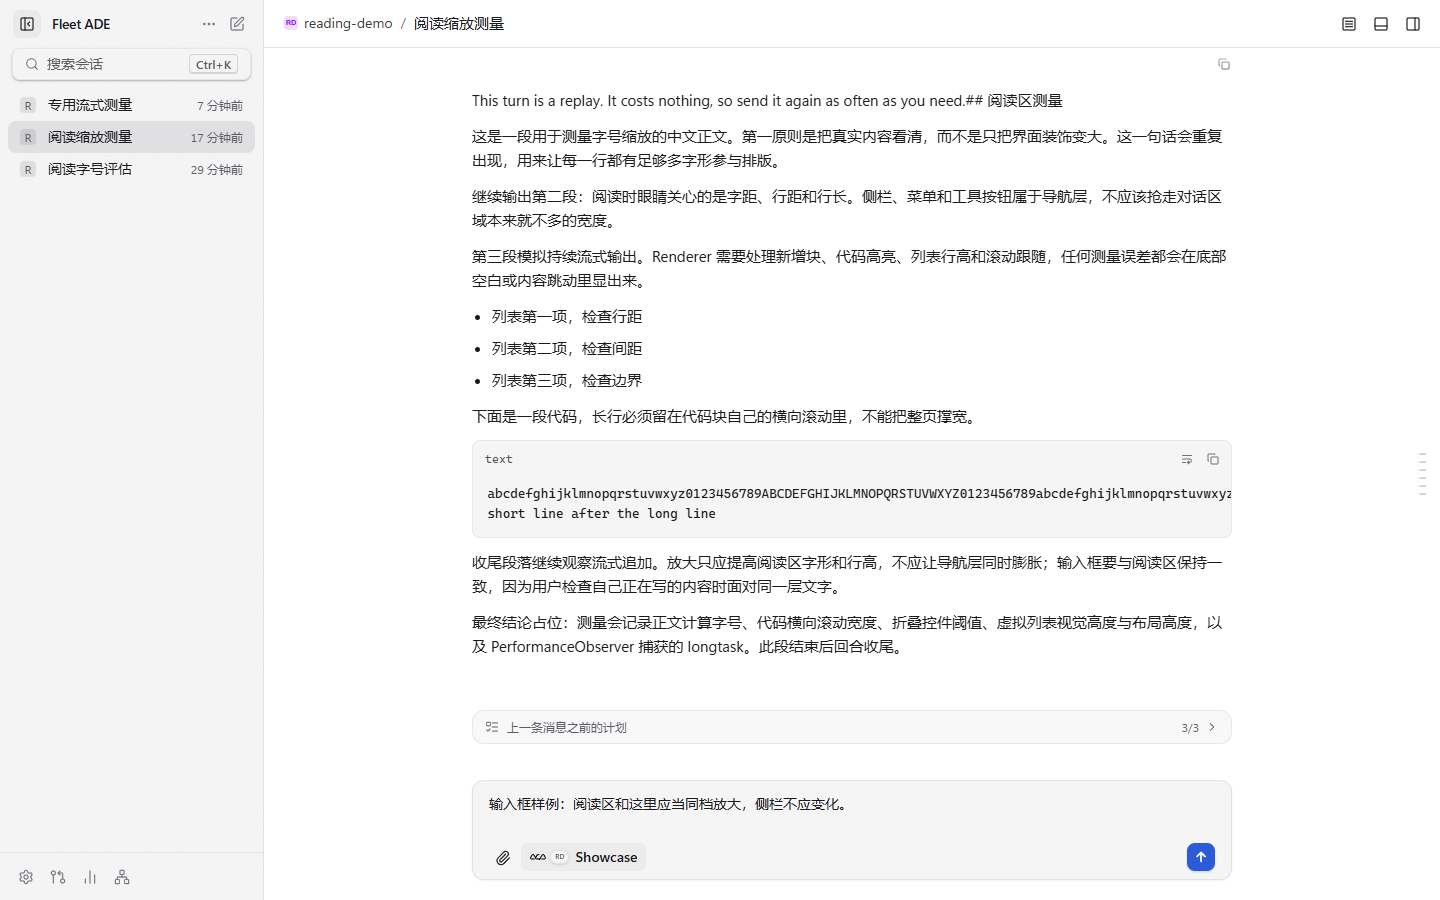 Fleet ADE
搜索会话
Ctrl+K
R 专用流式测量 7 分钟前
R 阅读缩放测量 17 分钟前
R 阅读字号评估 29 分钟前
RD reading-demo / 阅读缩放测量
This turn is a replay. It costs nothing, so send it again as often as you need.## 阅读区测量
这是一段用于测量字号缩放的中文正文。第一原则是把真实内容看清，而不是只把界面装饰变大。这一句话会重复
出现，用来让每一行都有足够多字形参与排版。
继续输出第二段：阅读时眼睛关心的是字距、行距和行长。侧栏、菜单和工具按钮属于导航层，不应该抢走对话区
域本来就不多的宽度。
第三段模拟持续流式输出。Renderer 需要处理新增块、代码高亮、列表行高和滚动跟随，任何测量误差都会在底部
空白或内容跳动里显出来。
• 列表第一项，检查行距
• 列表第二项，检查间距
• 列表第三项，检查边界
下面是一段代码，长行必须留在代码块自己的横向滚动里，不能把整页撑宽。
text
abcdefghijklmnopqrstuvwxyz0123456789ABCDEFGHIJKLMNOPQRSTUVWXYZ0123456789abcdefghijklmnopqrstuvwxyz
short line after the long line
收尾段落继续观察流式追加。放大只应提高阅读区字形和行高，不应让导航层同时膨胀；输入框要与阅读区保持一
致，因为用户检查自己正在写的内容时面对同一层文字。
最终结论占位：测量会记录正文计算字号、代码横向滚动宽度、折叠控件阈值、虚拟列表视觉高度与布局高度，以
及 PerformanceObserver 捕获的 longtask。此段结束后回合收尾。
上一条消息之前的计划 3/3
输入框样例：阅读区和这里应当同档放大，侧栏不应变化。
RD Showcase